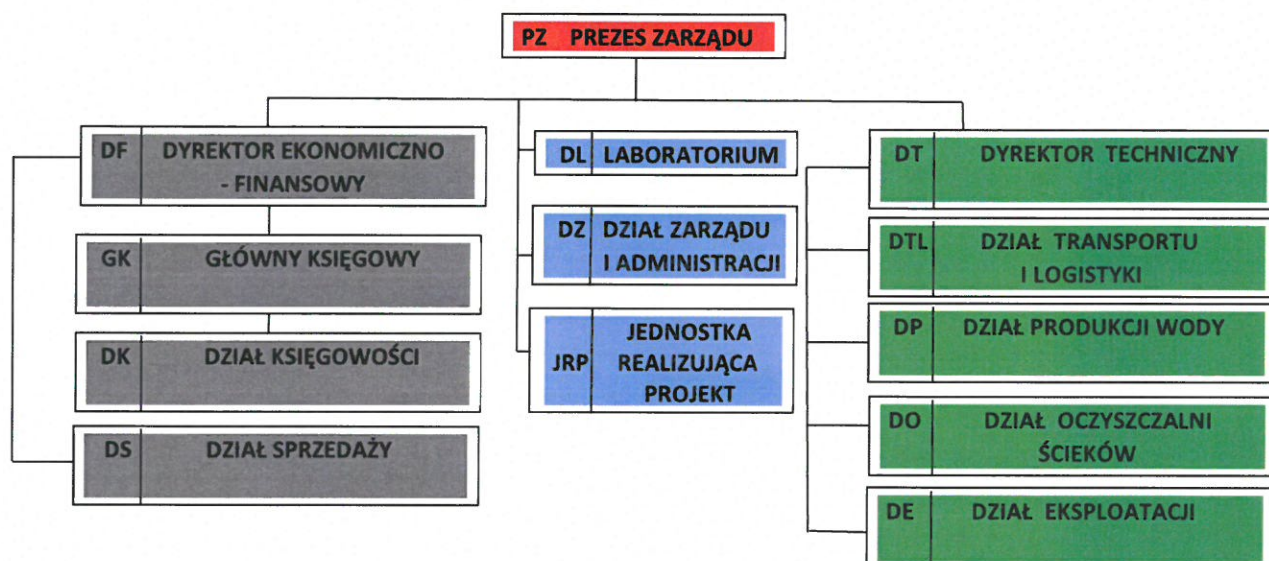 PZ PREZES ZARZĄDU
DF DYREKTOR EKONOMICZNO
- FINANSOWY
GK GŁÓWNY KSIĘGOWY
DK DZIAŁ KSIĘGOWOŚCI
DS DZIAŁ SPRZEDAŻY
DL LABORATORIUM
DZ DZIAŁ ZARZĄDU
I ADMINISTRACJI
JEDNOSTKA
JRP REALIZUJĄCA
PROJEKT
DT DYREKTOR TECHNICZNY
DTL DZIAŁ TRANSPORTU
I LOGISTYKI
DP DZIAŁ PRODUKCJI WODY
DO DZIAŁ OCZYSZCZALNI
ŚCIEKÓW
DE DZIAŁ EKSPLOATACJI